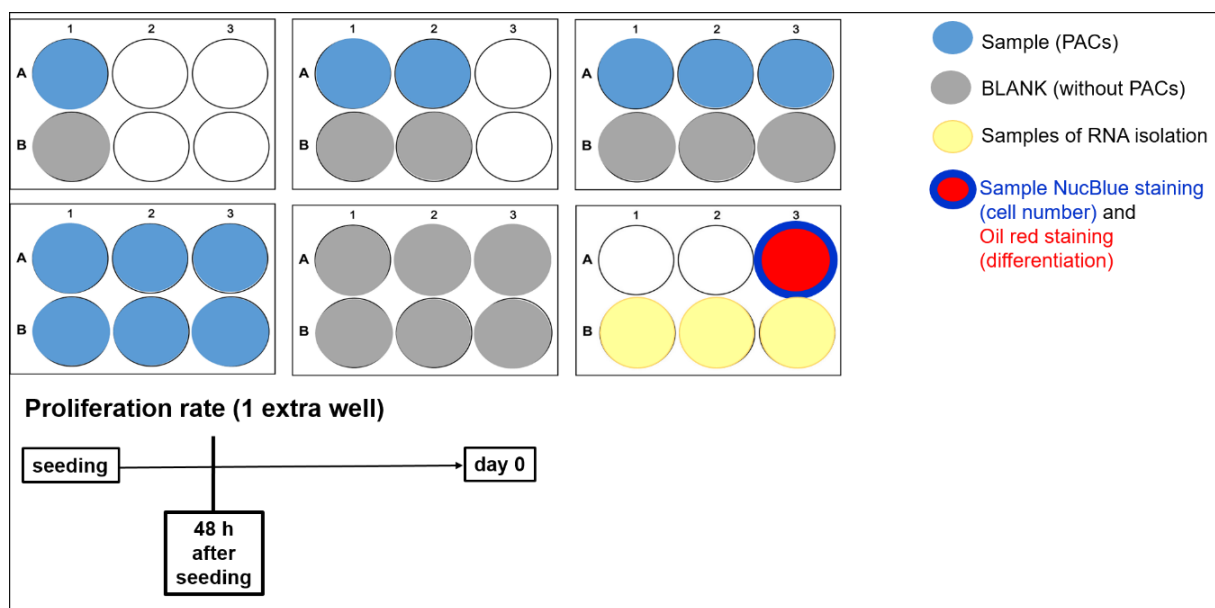 1 2 3
A
B
1 2 3
A
B
1 2 3
A
B
1 2 3
A
B
1 2 3
A
B
1 2 3
A
B
Sample (PACs)
BLANK (without PACs)
Samples of RNA isolation
Sample NucBlue staining
(cell number) and
Oil red staining
(differentiation)
Proliferation rate (1 extra well)
seeding
day 0
48 h
after
seeding